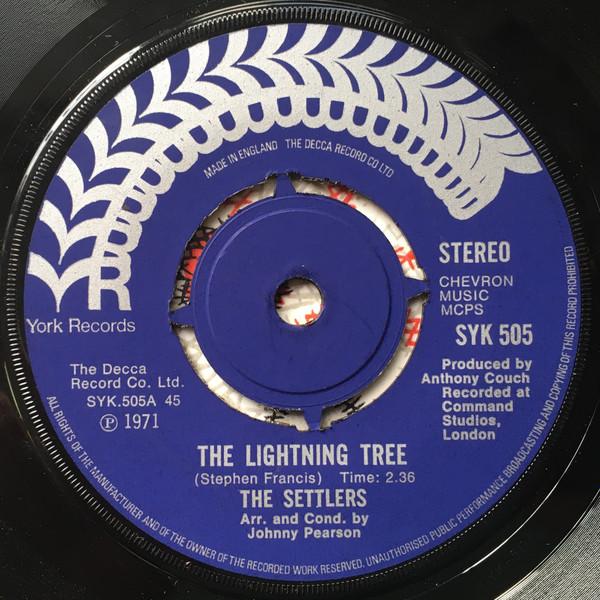 MADE IN ENGLAND THE DECCA RECORD CO LTD
YR
York Records
STEREO
CHEVRON
MUSIC
MCPS
SYK 505
The Decca
Record Co. Ltd.
SYK.505A 45
Ⓟ 1971
Produced by
Anthony Couch
Recorded at
Command
Studios,
London
THE LIGHTNING TREE
(Stephen Francis) Time: 2.36
THE SETTLERS
Arr. and Cond. by
Johnny Pearson
ALL RIGHTS OF THE MANUFACTURER AND OF THE OWNER OF THE RECORDED WORK RESERVED. UNAUTHORISED PUBLIC PERFORMANCE BROADCASTING AND COPYING OF THIS RECORD PROHIBITED